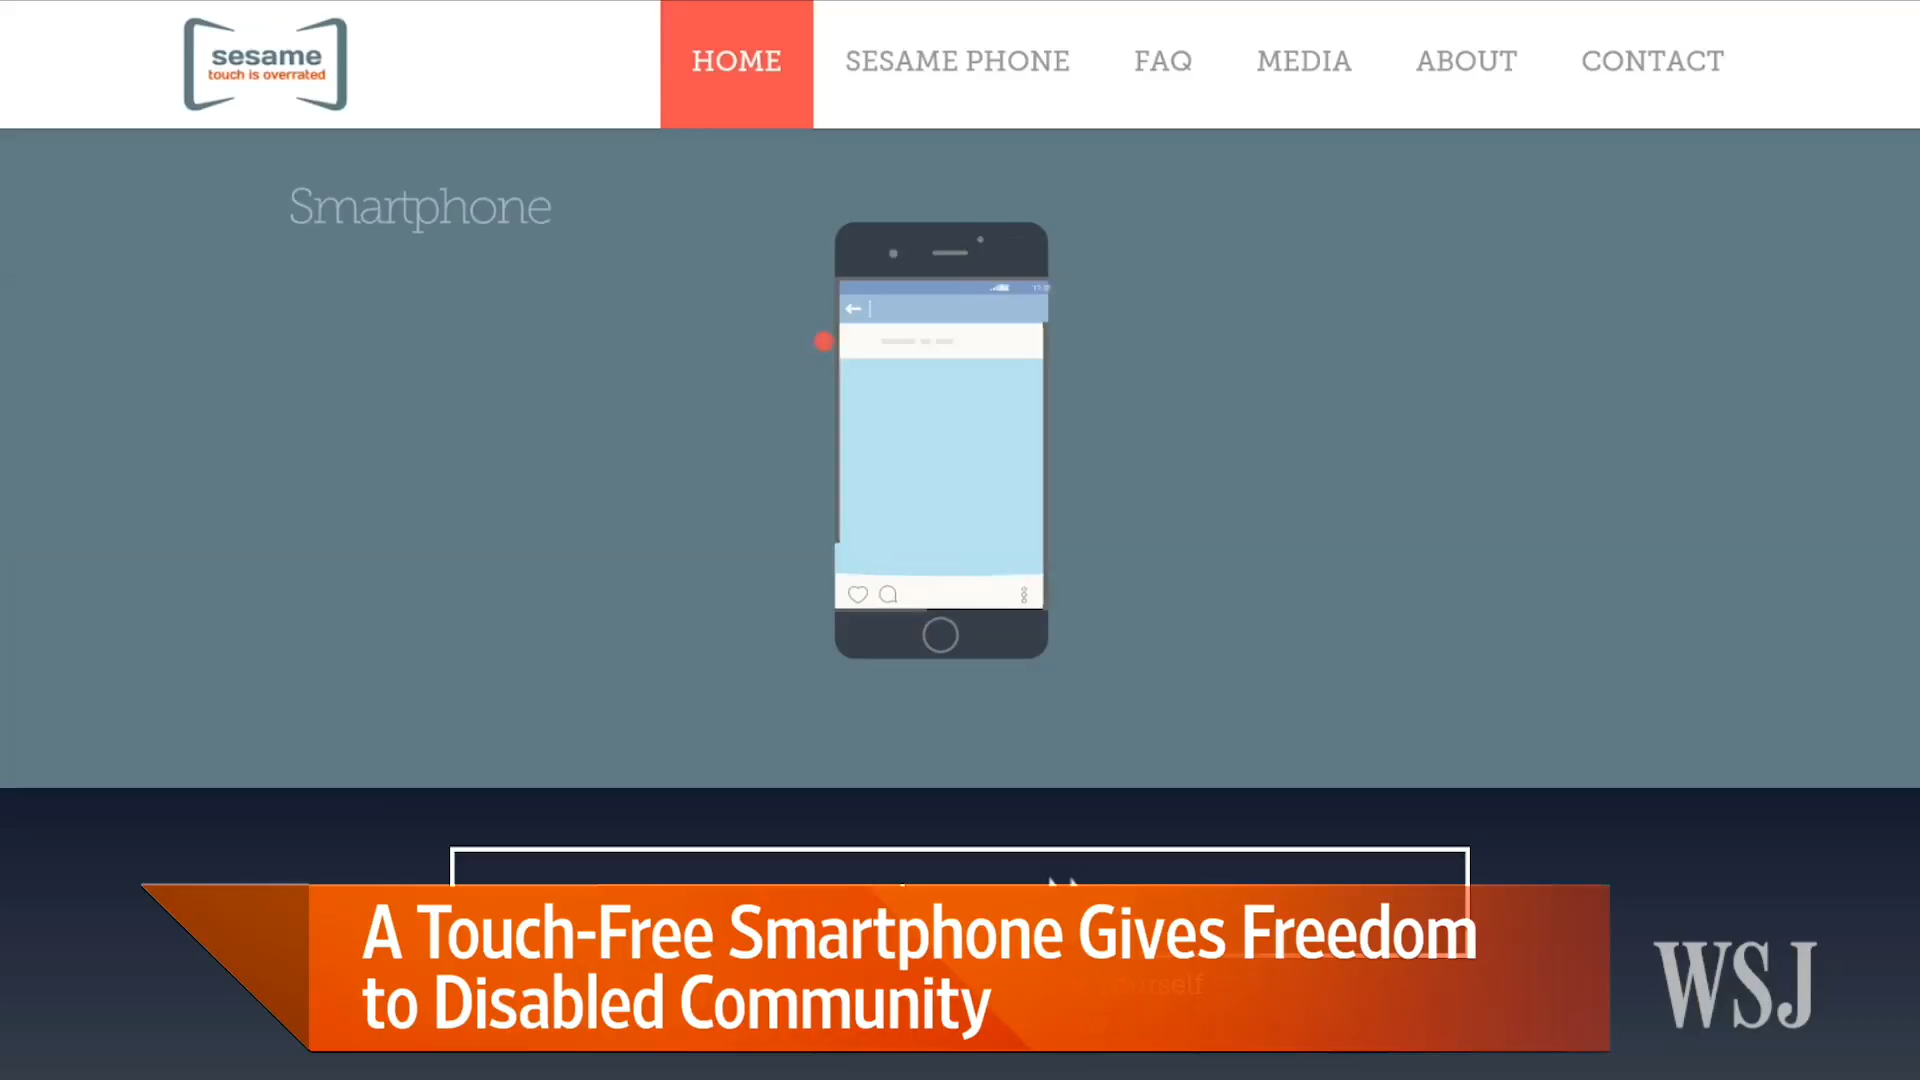 sesame
touch is overrated
HOME SESAME PHONE FAQ MEDIA ABOUT CONTACT
Smartphone
A Touch-Free Smartphone Gives Freedom
to Disabled Community
WSJ